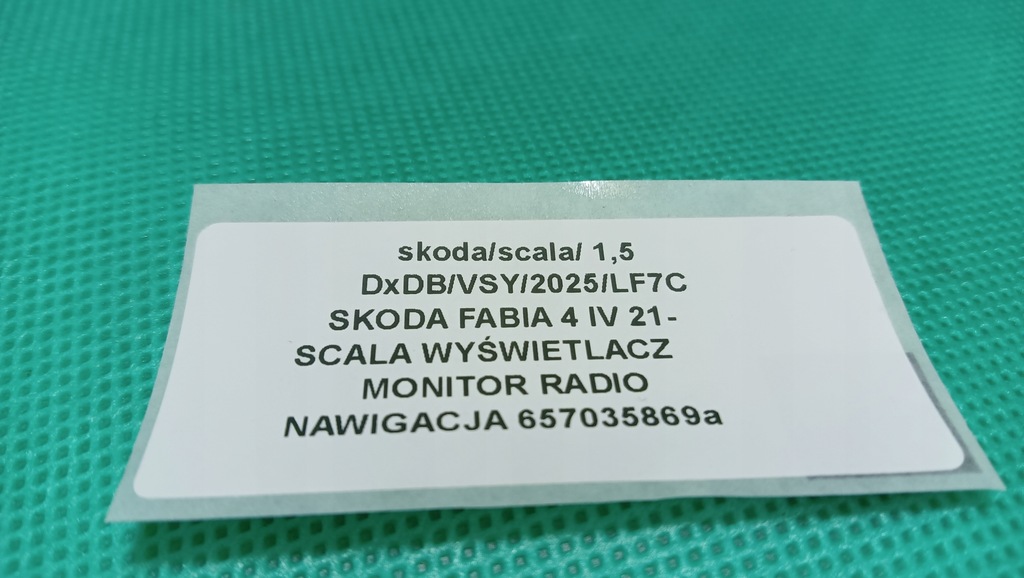 skoda/scala/ 1,5
DxDB/VSY/2025/LF7C
SKODA FABIA 4 IV 21-
SCALA WYŚWIETLACZ
MONITOR RADIO
NAWIGACJA 657035869a